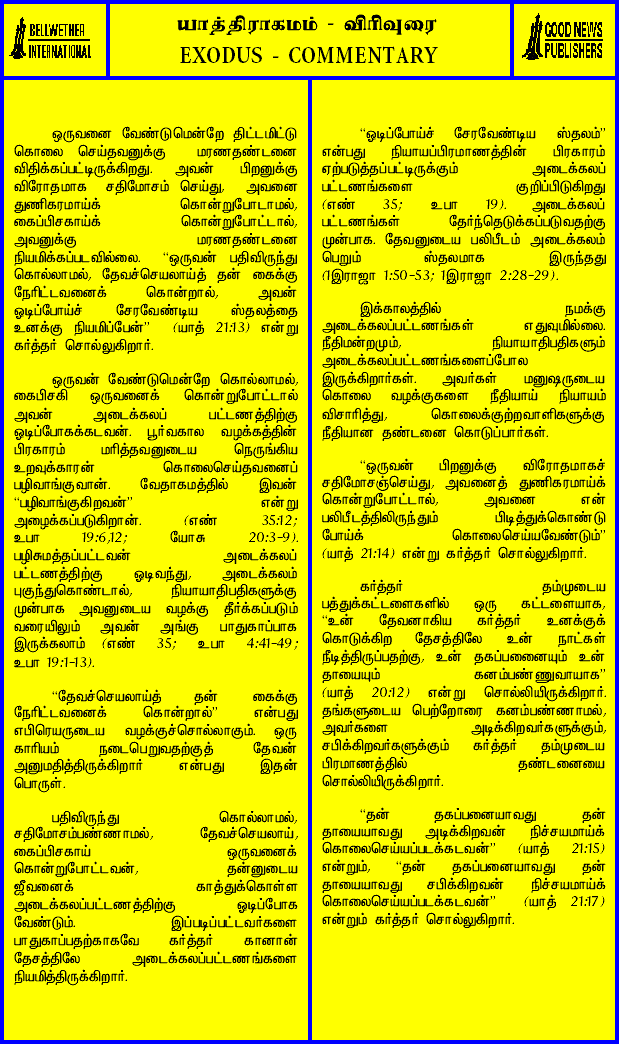 BELLWETHER
INTERNATIONAL
யாத்திராகமம் - விரிவுரை
EXODUS - COMMENTARY
GOOD NEWS
PUBLISHERS
ஒருவனை வேண்டுமென்றே திட்டமிட்டு
கொலை செய்தவனுக்கு மரணதண்டனை
விதிக்கப்பட்டிருக்கிறது. அவன் பிறனுக்கு
விரோதமாக சதிமோசம் செய்து, அவனை
துணிகரமாய்க் கொன்றுபோடாமல்,
கைப்பிசகாய்க் கொன்றுபோட்டால்,
அவனுக்கு மரணதண்டனை
நியமிக்கப்படவில்லை. “ஒருவன் பதிவிருந்து
கொல்லாமல், தேவச்செயலாய்த் தன் கைக்கு
நேரிட்டவனைக் கொன்றால், அவன்
ஓடிப்போய்ச் சேரவேண்டிய ஸ்தலத்தை
உனக்கு நியமிப்பேன்” (யாத் 21:13) என்று
கர்த்தர் சொல்லுகிறார்.
ஒருவன் வேண்டுமென்றே கொல்லாமல்,
கைபிசகி ஒருவனைக் கொன்றுபோட்டால்
அவன் அடைக்கலப் பட்டணத்திற்கு
ஓடிப்போகக்கடவன். பூர்வகால வழக்கத்தின்
பிரகாரம் மரித்தவனுடைய நெருங்கிய
உறவுக்காரன் கொலைசெய்தவனைப்
பழிவாங்குவான். வேதாகமத்தில் இவன்
“பழிவாங்குகிறவன்” என்று
அழைக்கப்படுகிறான். (எண் 35:12;
உபா 19:6,12; யோசு 20:3-9).
பழிசுமத்தப்பட்டவன் அடைக்கலப்
பட்டணத்திற்கு ஓடிவந்து, அடைக்கலம்
புகுந்துகொண்டால், நியாயாதிபதிகளுக்கு
முன்பாக அவனுடைய வழக்கு தீர்க்கப்படும்
வரையிலும் அவன் அங்கு பாதுகாப்பாக
இருக்கலாம் (எண் 35; உபா 4:41-49;
உபா 19:1-13).
“தேவச்செயலாய்த் தன் கைக்கு
நேரிட்டவனைக் கொன்றால்” என்பது
எபிரெயருடைய வழக்குச்சொல்லாகும். ஒரு
காரியம் நடைபெறுவதற்குத் தேவன்
அனுமதித்திருக்கிறார் என்பது இதன்
பொருள்.
பதிவிருந்து கொல்லாமல்,
சதிமோசம்பண்ணாமல், தேவச்செயலாய்,
கைப்பிசகாய் ஒருவனைக்
கொன்றுபோட்டவன், தன்னுடைய
ஜீவனைக் காத்துக்கொள்ள
அடைக்கலப்பட்டணத்திற்கு ஓடிப்போக
வேண்டும். இப்படிப்பட்டவர்களை
பாதுகாப்பதற்காகவே கர்த்தர் கானான்
தேசத்திலே அடைக்கலப்பட்டணங்களை
நியமித்திருக்கிறார்.
“ஓடிப்போய்ச் சேரவேண்டிய ஸ்தலம்”
என்பது நியாயப்பிரமாணத்தின் பிரகாரம்
ஏற்படுத்தப்பட்டிருக்கும் அடைக்கலப்
பட்டணங்களை குறிப்பிடுகிறது
(எண் 35; உபா 19). அடைக்கலப்
பட்டணங்கள் தேர்ந்தெடுக்கப்படுவதற்கு
முன்பாக. தேவனுடைய பலிபீடம் அடைக்கலம்
பெறும் ஸ்தலமாக இருந்தது
(1இராஜா 1:50-53; 1இராஜா 2:28-29).
இக்காலத்தில் நமக்கு
அடைக்கலப்பட்டணங்கள் எதுவுமில்லை.
நீதிமன்றமும், நியாயாதிபதிகளும்
அடைக்கலப்பட்டணங்களைப்போல
இருக்கிறார்கள். அவர்கள் மனுஷருடைய
கொலை வழக்குகளை நீதியாய் நியாயம்
விசாரித்து, கொலைக்குற்றவாளிகளுக்கு
நீதியான தண்டனை கொடுப்பார்கள்.
“ஒருவன் பிறனுக்கு விரோதமாகச்
சதிமோசஞ்செய்து, அவனைத் துணிகரமாய்க்
கொன்றுபோட்டால், அவனை என்
பலிபீடத்திலிருந்தும் பிடித்துக்கொண்டு
போய்க் கொலைசெய்யவேண்டும்”
(யாத் 21:14) என்று கர்த்தர் சொல்லுகிறார்.
கர்த்தர் தம்முடைய
பத்துக்கட்டளைகளில் ஒரு கட்டளையாக,
“உன் தேவனாகிய கர்த்தர் உனக்குக்
கொடுக்கிற தேசத்திலே உன் நாட்கள்
நீடித்திருப்பதற்கு, உன் தகப்பனையும் உன்
தாயையும் கனம்பண்ணுவாயாக”
(யாத் 20:12) என்று சொல்லியிருக்கிறார்.
தங்களுடைய பெற்றோரை கனம்பண்ணாமல்,
அவர்களை அடிக்கிறவர்களுக்கும்,
சபிக்கிறவர்களுக்கும் கர்த்தர் தம்முடைய
பிரமாணத்தில் தண்டனையை
சொல்லியிருக்கிறார்.
“தன் தகப்பனையாவது தன்
தாயையாவது அடிக்கிறவன் நிச்சயமாய்க்
கொலைசெய்யப்படக்கடவன்” (யாத் 21:15)
என்றும், “தன் தகப்பனையாவது தன்
தாயையாவது சபிக்கிறவன் நிச்சயமாய்க்
கொலைசெய்யப்படக்கடவன்” (யாத் 21:17)
என்றும் கர்த்தர் சொல்லுகிறார்.